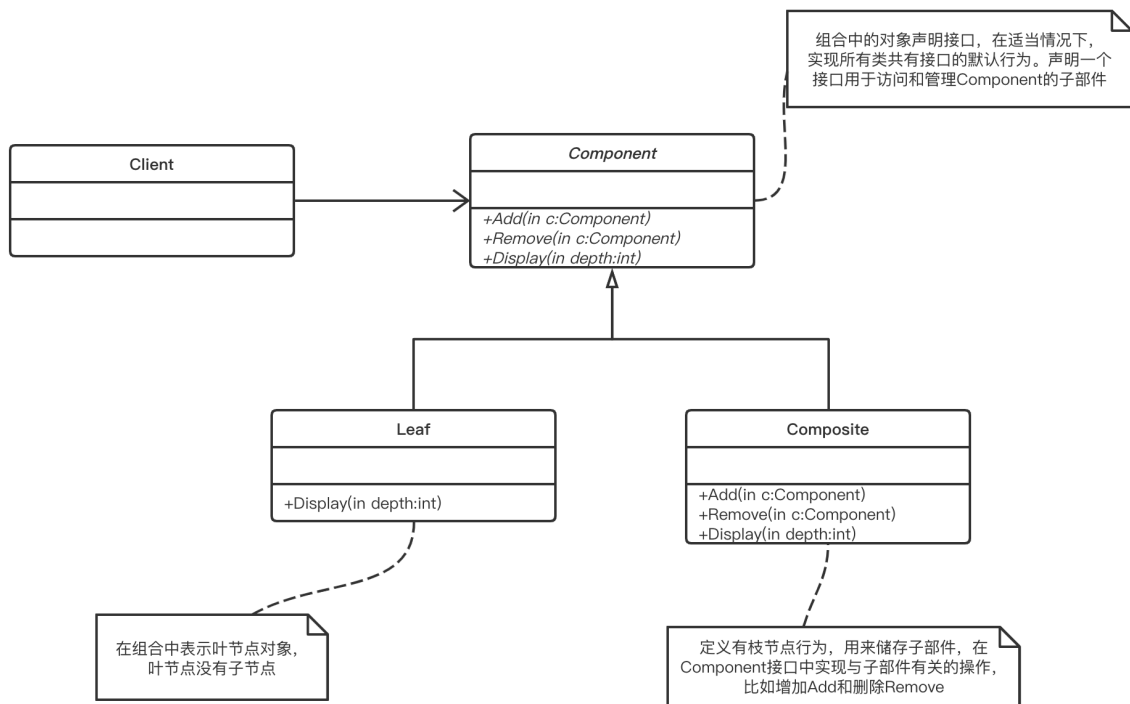 组合中的对象声明接口，在适当情况下，
实现所有类共有接口的默认行为。声明一个
接口用于访问和管理Component的子部件
Client
Component
+Add(in c:Component)
+Remove(in c:Component)
+Display(in depth:int)
Leaf
+Display(in depth:int)
Composite
+Add(in c:Component)
+Remove(in c:Component)
+Display(in depth:int)
在组合中表示叶节点对象，
叶节点没有子节点
定义有枝节点行为，用来储存子部件，在
Component接口中实现与子部件有关的操作，
比如增加Add和删除Remove